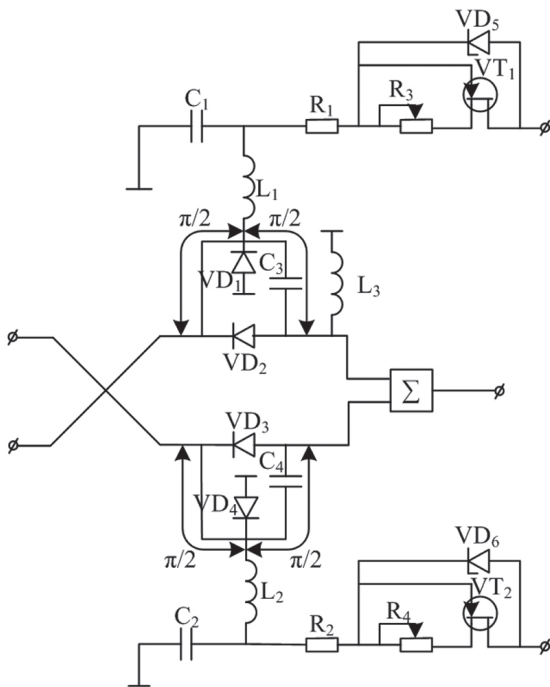 VD₅
VT₁
C₁
R₁
R₃
L₁
π/2
π/2
VD₁
C₃
L₃
VD₂
Σ
VD₃
C₄
VD₄
π/2
π/2
L₂
VD₆
VT₂
C₂
R₂
R₄